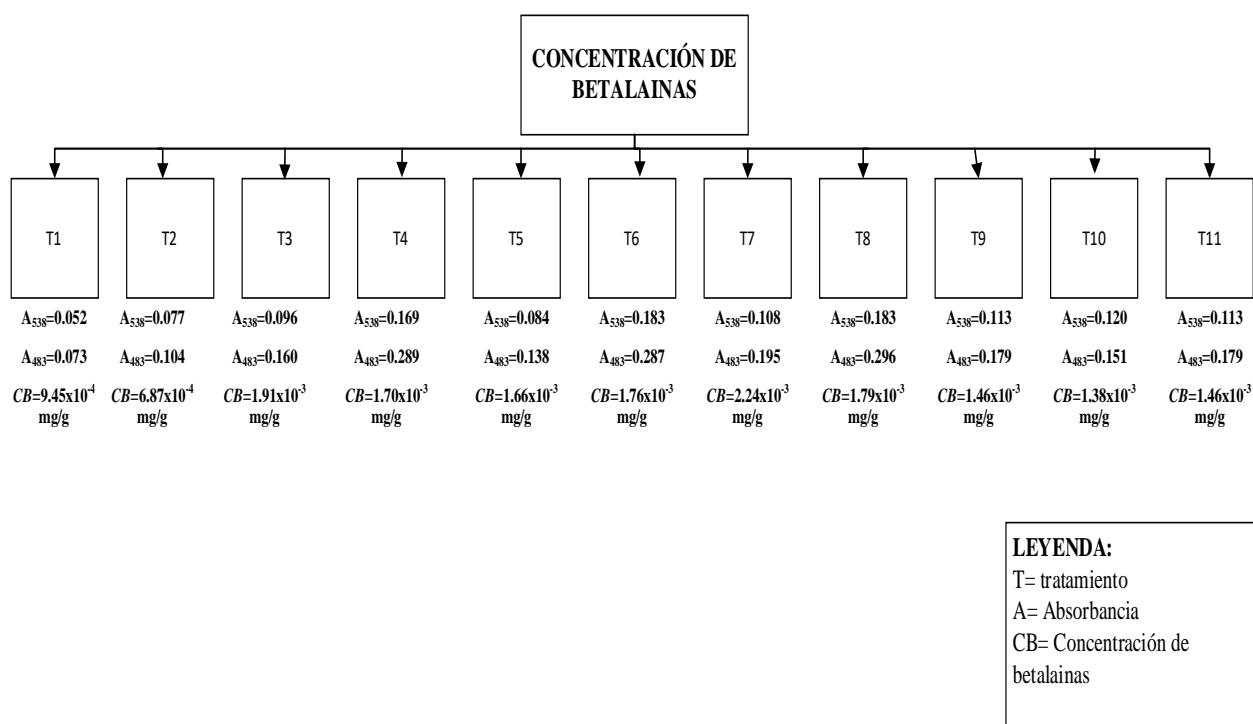 CONCENTRACIÓN DE
BETALAINAS
T1
T2
T3
T4
T5
T6
T7
T8
T9
T10
T11
A₅₃₈=0.052
A₅₃₈=0.077
A₅₃₈=0.096
A₅₃₈=0.169
A₅₃₈=0.084
A₅₃₈=0.183
A₅₃₈=0.108
A₅₃₈=0.183
A₅₃₈=0.113
A₅₃₈=0.120
A₅₃₈=0.113
A₄₈₃=0.073
A₄₈₃=0.104
A₄₈₃=0.160
A₄₈₃=0.289
A₄₈₃=0.138
A₄₈₃=0.287
A₄₈₃=0.195
A₄₈₃=0.296
A₄₈₃=0.179
A₄₈₃=0.151
A₄₈₃=0.179
CB=9.45x10⁻⁴
mg/g
CB=6.87x10⁻⁴
mg/g
CB=1.91x10⁻³
mg/g
CB=1.70x10⁻³
mg/g
CB=1.66x10⁻³
mg/g
CB=1.76x10⁻³
mg/g
CB=2.24x10⁻³
mg/g
CB=1.79x10⁻³
mg/g
CB=1.46x10⁻³
mg/g
CB=1.38x10⁻³
mg/g
CB=1.46x10⁻³
mg/g
LEYENDA:
T= tratamiento
A= Absorbancia
CB= Concentración de
betalainas